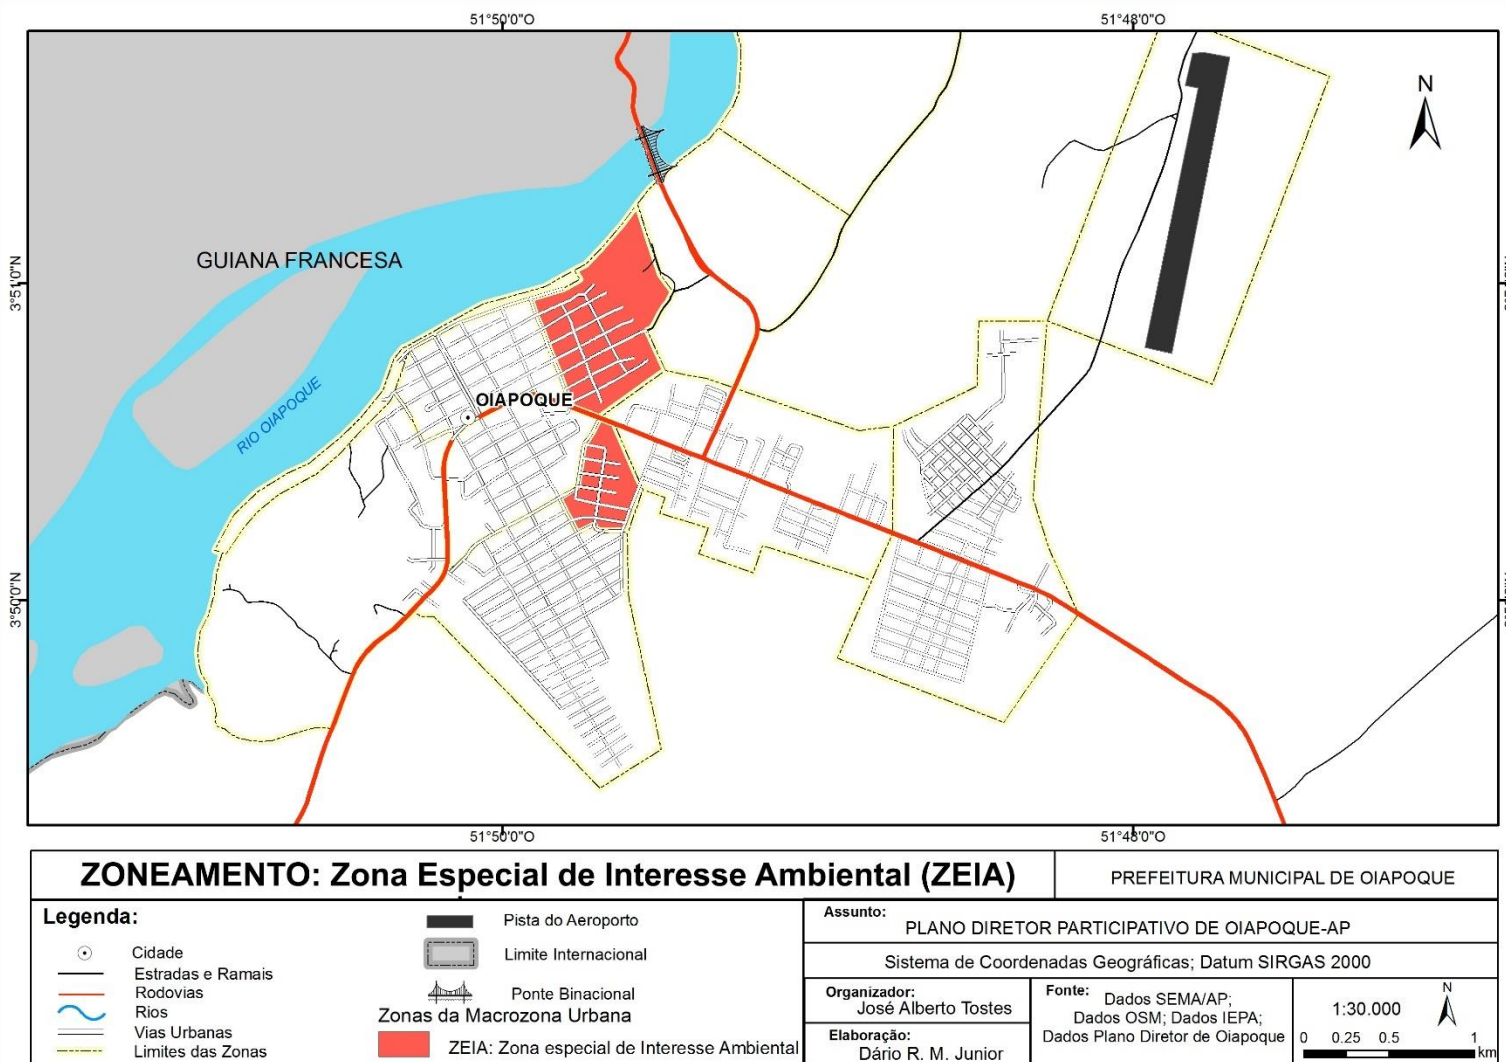 51°50'0"O
51°48'0"O
N
GUIANA FRANCESA
3°51'0"N
RIO OIAPOQUE
OIAPOQUE
3°50'0"N
51°50'0"O
51°48'0"O
ZONEAMENTO: Zona Especial de Interesse Ambiental (ZEIA)
PREFEITURA MUNICIPAL DE OIAPOQUE
Legenda:
Cidade
Estradas e Ramais
Rodovias
Rios
Vias Urbanas
Limites das Zonas
Pista do Aeroporto
Limite Internacional
Ponte Binacional
Zonas da Macrozona Urbana
ZEIA: Zona especial de Interesse Ambiental
Assunto:
PLANO DIRETOR PARTICIPATIVO DE OIAPOQUE-AP
Sistema de Coordenadas Geográficas; Datum SIRGAS 2000
Organizador:
José Alberto Tostes
Elaboração:
Dário R. M. Junior
Fonte:
Dados SEMA/AP;
Dados OSM; Dados IEPA;
Dados Plano Diretor de Oiapoque
1:30.000
N
0 0.25 0.5 1
km